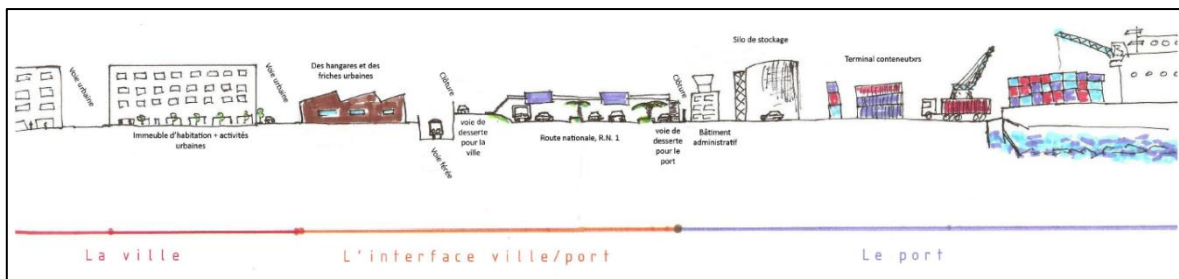 Voie urbaine
Immeuble d'habitation + activités
urbaines
Voie urbaine
Des hangares et des
friches urbaines
Voie férée
Clôture
voie de
desserte
pour la
ville
Route nationale, R.N. 1
Clôture
voie de
desserte
pour le
port
Bâtiment
administratif
Silo de stockage
Terminal conteneutxrs
La ville
L'interface ville/port
Le port